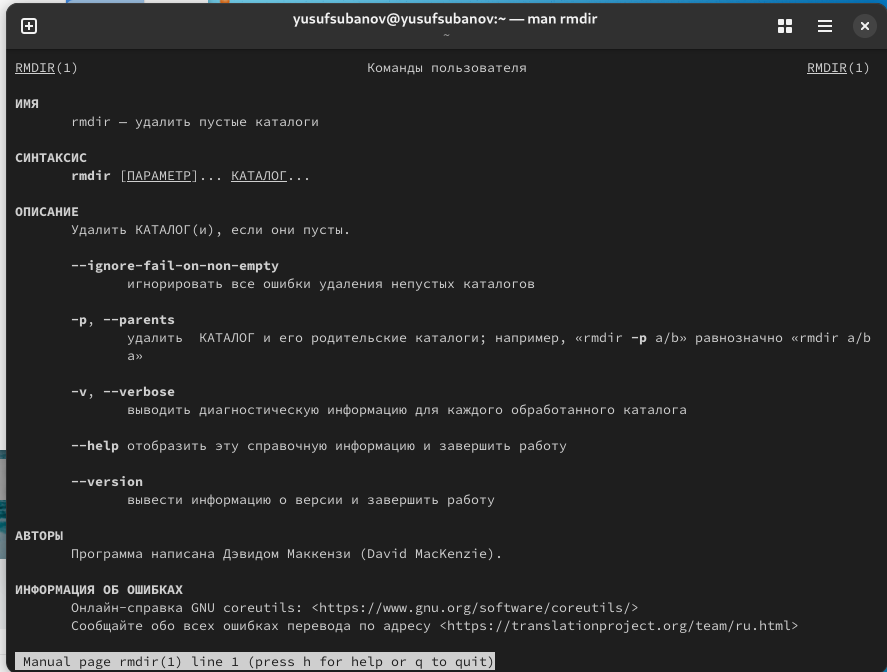 yusufsubanov@yusufsubanov:~ — man rmdir
~
RMDIR(1) Команды пользователя RMDIR(1)
ИМЯ
rmdir — удалить пустые каталоги
СИНТАКСИС
rmdir [ПАРАМЕТР]... КАТАЛОГ...
ОПИСАНИЕ
Удалить КАТАЛОГ(и), если они пусты.
--ignore-fail-on-non-empty
игнорировать все ошибки удаления непустых каталогов
-p, --parents
удалить  КАТАЛОГ и его родительские каталоги; например, «rmdir -p a/b» равнозначно «rmdir a/b
a»
-v, --verbose
выводить диагностическую информацию для каждого обработанного каталога
--help отобразить эту справочную информацию и завершить работу
--version
вывести информацию о версии и завершить работу
АВТОРЫ
Программа написана Дэвидом Маккензи (David MacKenzie).
ИНФОРМАЦИЯ ОБ ОШИБКАХ
Онлайн-справка GNU coreutils: <https://www.gnu.org/software/coreutils/>
Сообщайте обо всех ошибках перевода по адресу <https://translationproject.org/team/ru.html>
Manual page rmdir(1) line 1 (press h for help or q to quit)